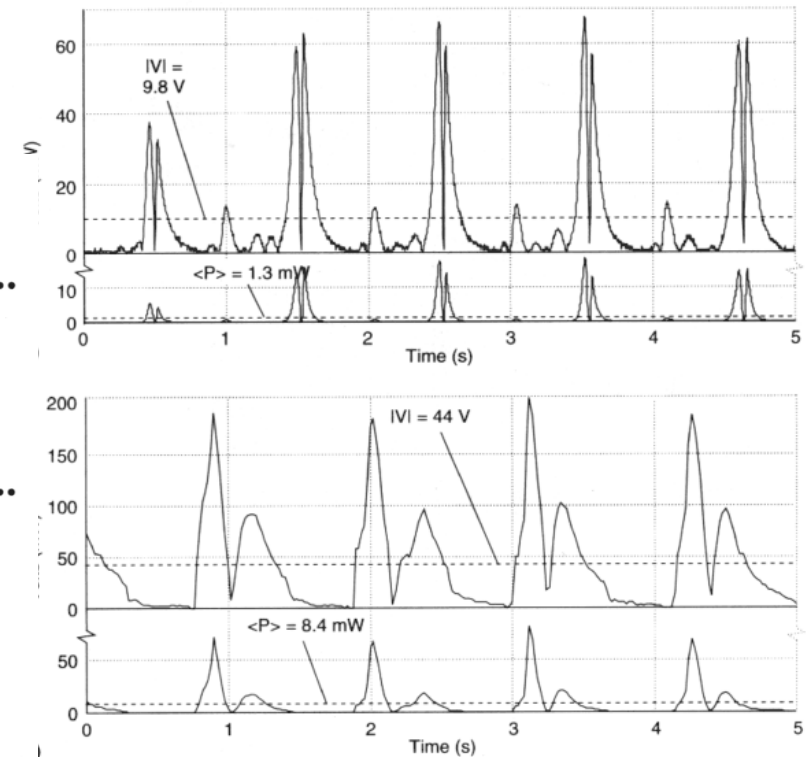 60
|V| =
9.8 V
40
V)
20
0
<P> = 1.3 mW
10
0
0 1 2 3 4 5
Time (s)
200
|V| = 44 V
150
100
50
0
<P> = 8.4 mW
50
0
0 1 2 3 4 5
Time (s)